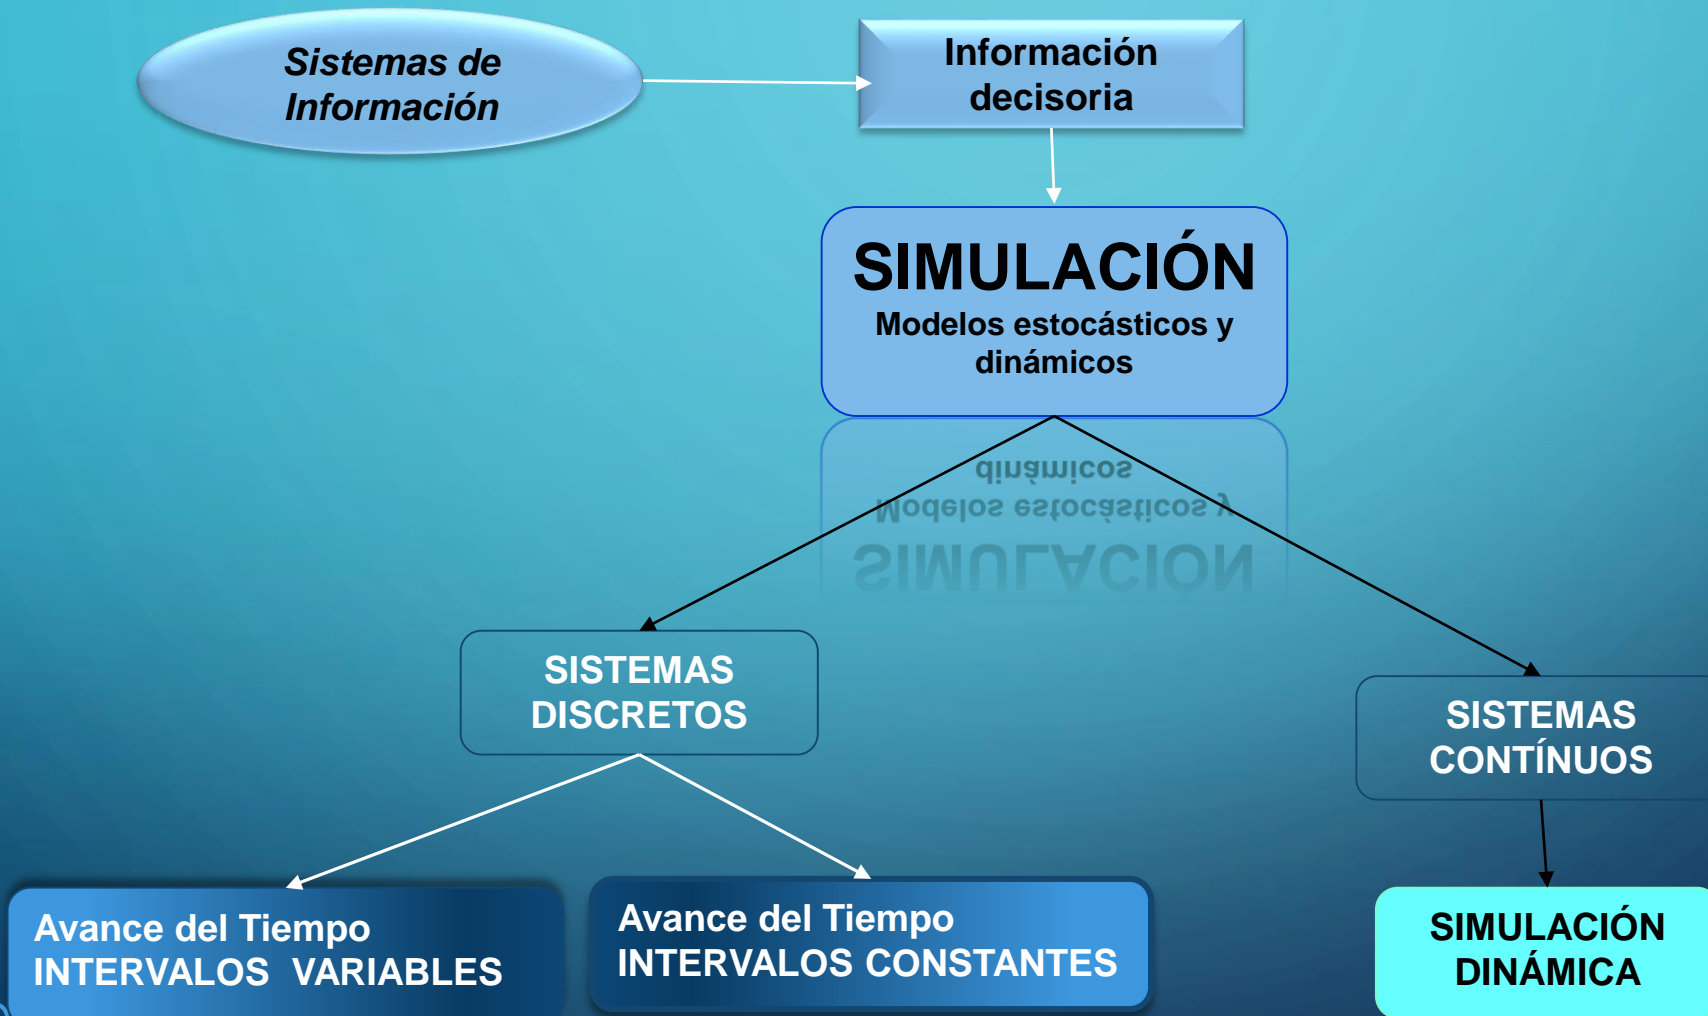 Sistemas de
Información
Información
decisoria
SIMULACIÓN
Modelos estocásticos y
dinámicos
SISTEMAS
DISCRETOS
SISTEMAS
CONTÍNUOS
Avance del Tiempo
INTERVALOS  VARIABLES
Avance del Tiempo
INTERVALOS CONSTANTES
SIMULACIÓN
DINÁMICA